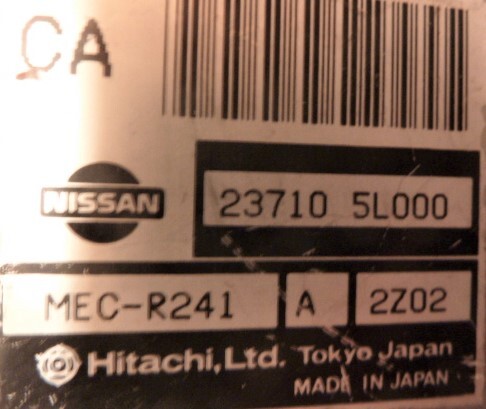 CA
NISSAN
23710 5L000
MEC-R241 A 2Z02
Hitachi,Ltd. Tokyo Japan
MADE IN JAPAN